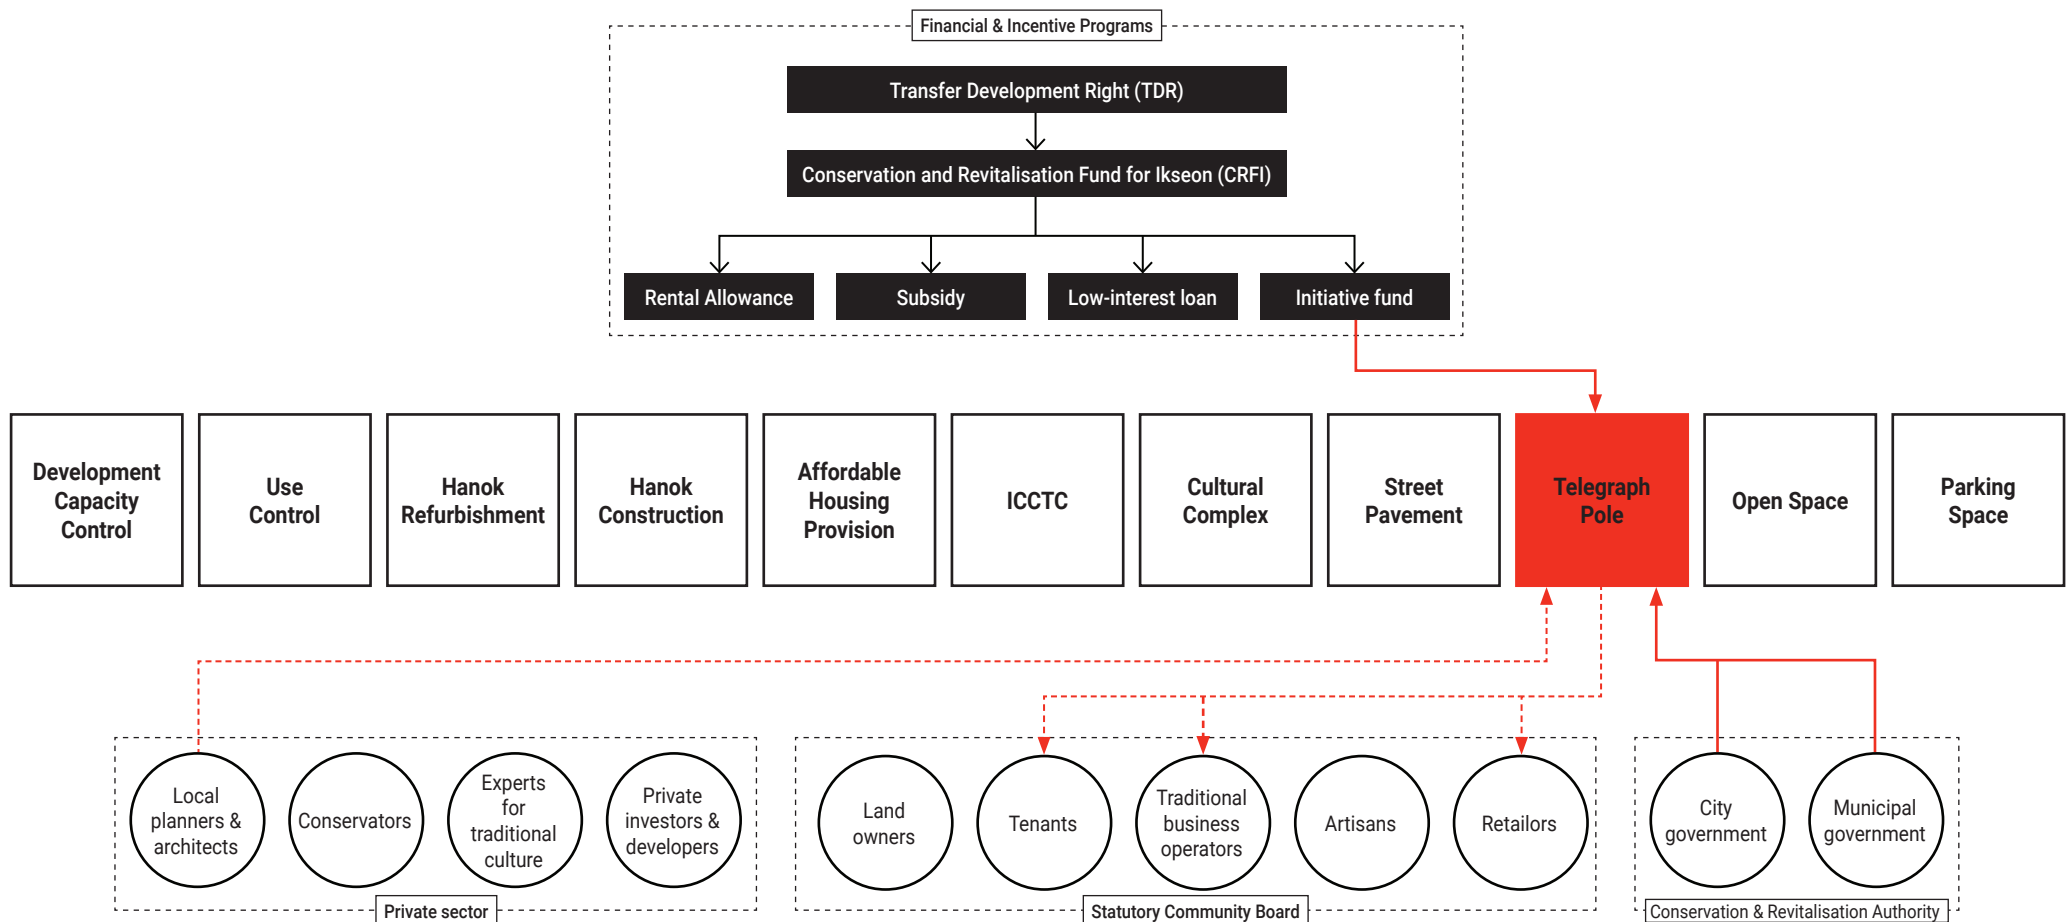 Financial & Incentive Programs
Transfer Development Right (TDR)
Conservation and Revitalisation Fund for Ikseon (CRFI)
Rental Allowance
Subsidy
Low-interest loan
Initiative fund
Development
Capacity
Control
Use
Control
Hanok
Refurbishment
Hanok
Construction
Affordable
Housing
Provision
ICCTC
Cultural
Complex
Street
Pavement
Telegraph
Pole
Open Space
Parking
Space
Local
planners &
architects
Conservators
Experts
for
traditional
culture
Private
investors &
developers
Land
owners
Tenants
Traditional
business
operators
Artisans
Retailors
City
government
Municipal
government
Private sector
Statutory Community Board
Conservation & Revitalisation Authority